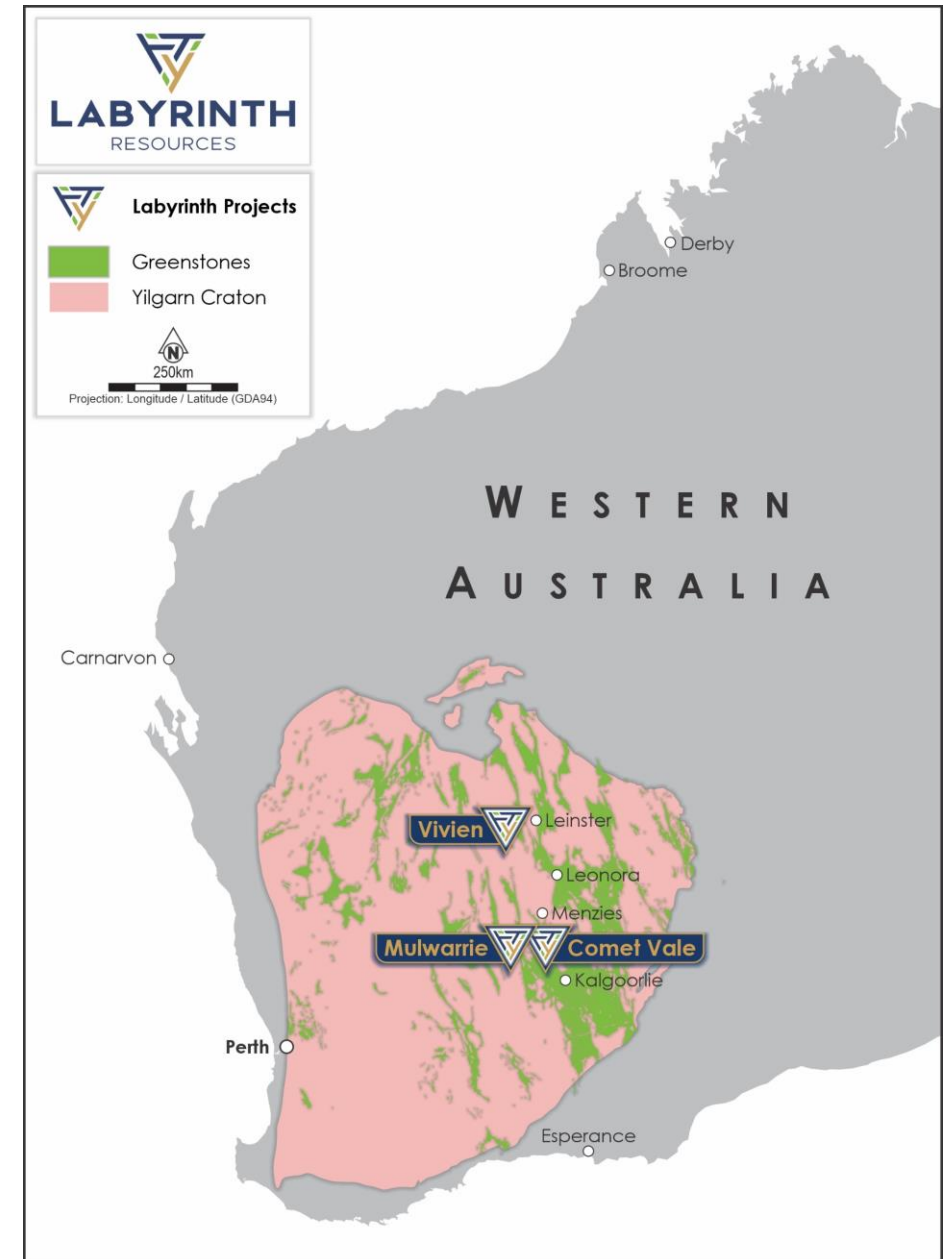 LABYRINTH
RESOURCES
Labyrinth Projects
Greenstones
Yilgarn Craton
N
250km
Projection: Longitude / Latitude (GDA94)
Derby
Broome
WESTERN
AUSTRALIA
Carnarvon
Vivien
Leinster
Leonora
Menzies
Mulwarrie
Comet Vale
Kalgoorlie
Perth
Esperance